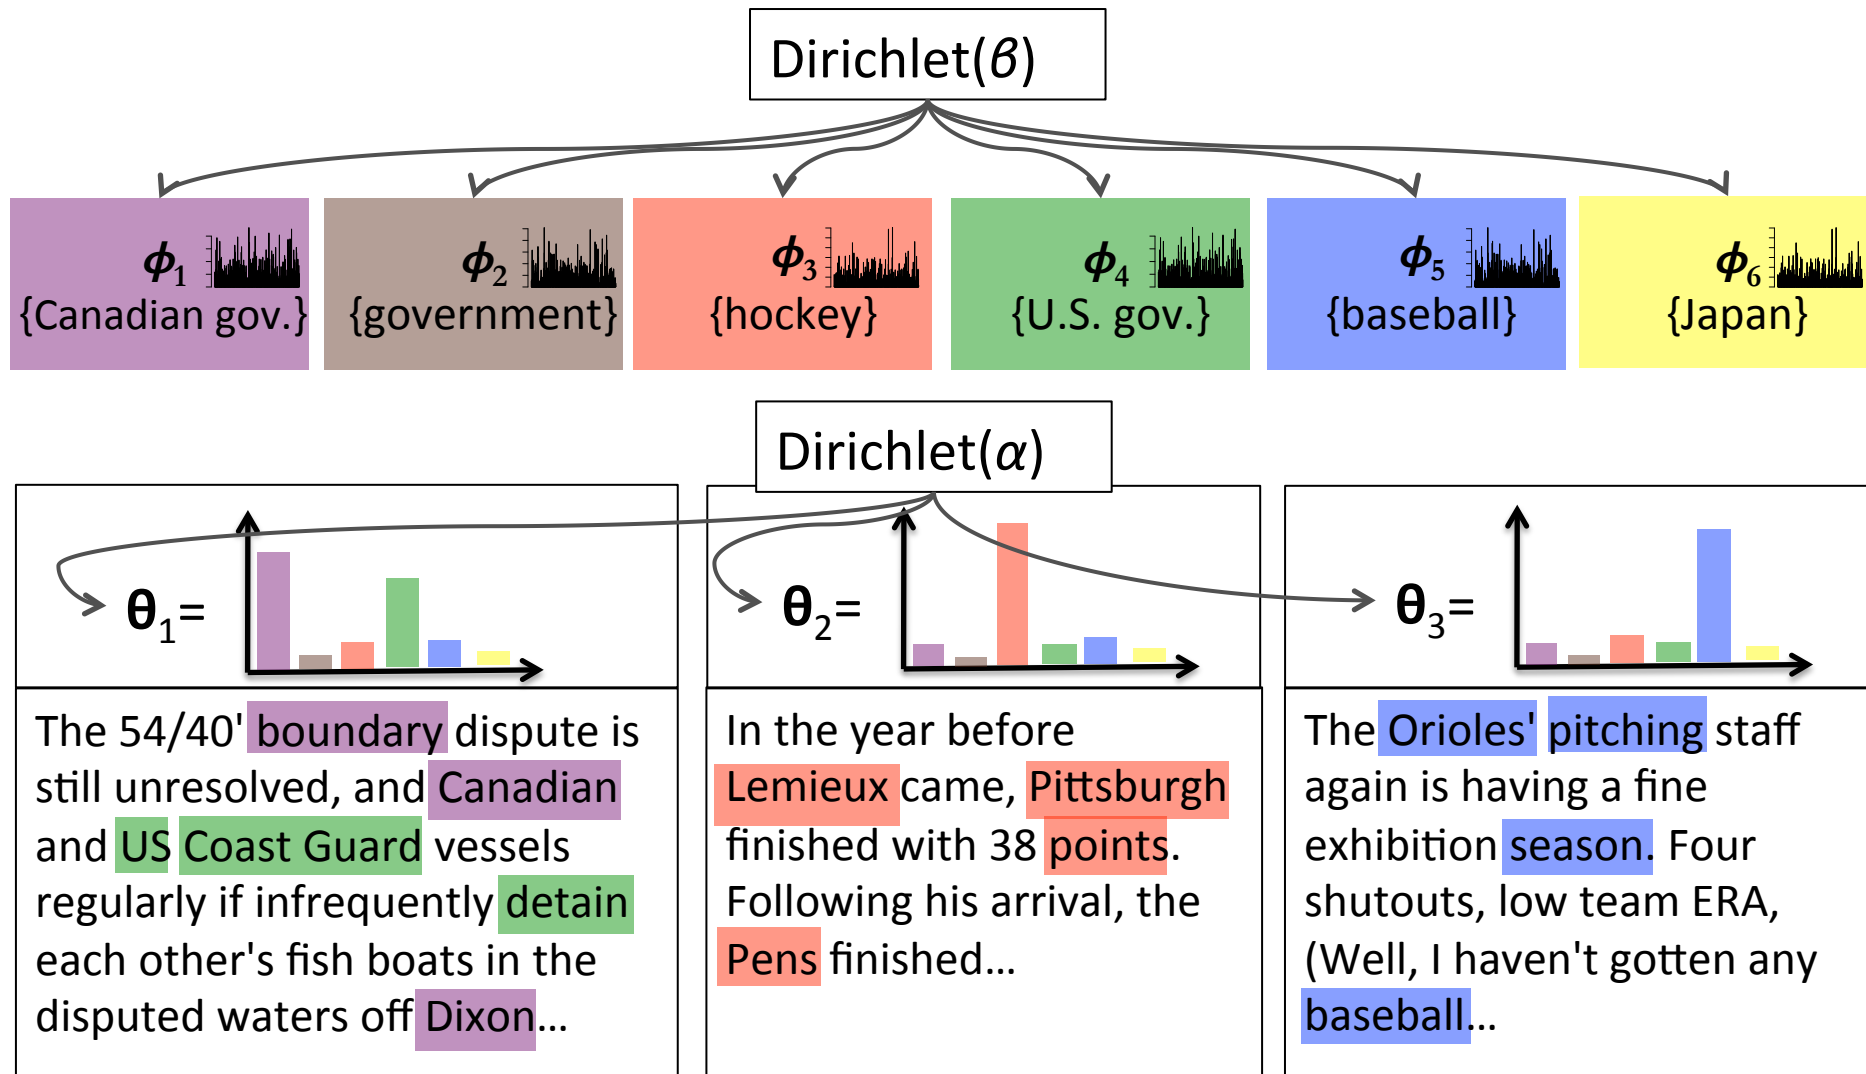 Dirichlet(β)
ϕ1
{Canadian gov.}
ϕ2
{government}
ϕ3
{hockey}
ϕ4
{U.S. gov.}
ϕ5
{baseball}
ϕ6
{Japan}
Dirichlet(α)
θ1=
θ2=
θ3=
The 54/40' boundary dispute is
still unresolved, and Canadian
and US Coast Guard vessels
regularly if infrequently detain
each other's fish boats in the
disputed waters off Dixon…
In the year before
Lemieux came, Pittsburgh
finished with 38 points.
Following his arrival, the
Pens finished…
The Orioles' pitching staff
again is having a fine
exhibition season. Four
shutouts, low team ERA,
(Well, I haven't gotten any
baseball…